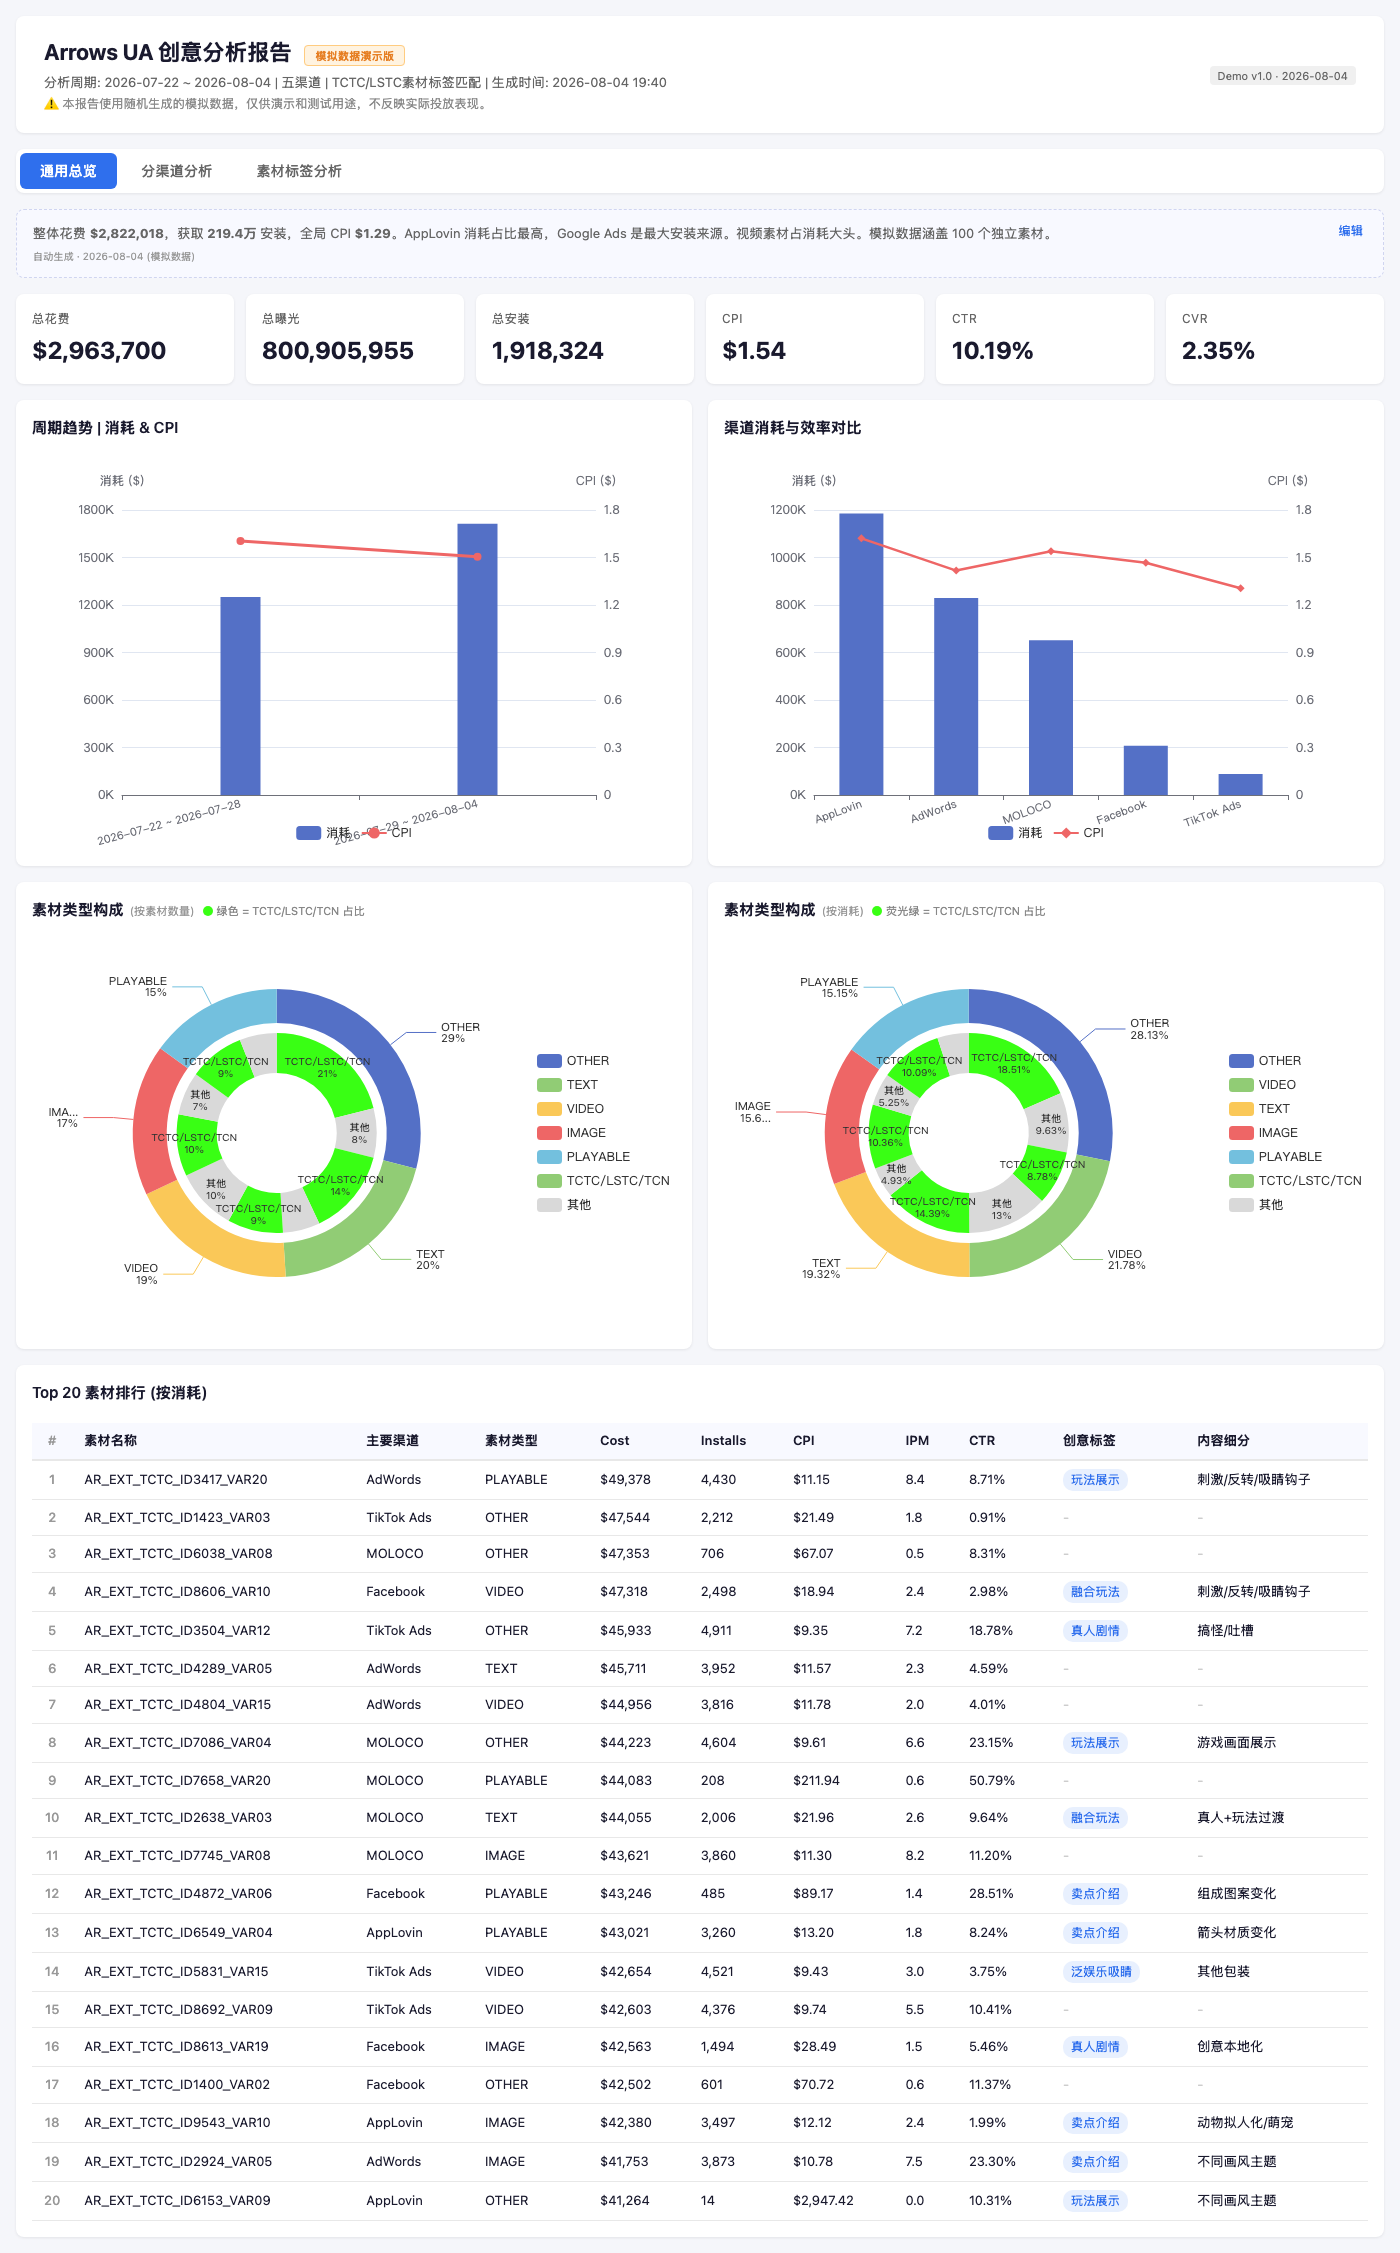 Arrows UA 创意分析报告 模拟数据演示版
分析周期: 2026-07-22 ~ 2026-08-04 | 五渠道 | TCTC/LSTC素材标签匹配 | 生成时间: 2026-08-04 19:40
Demo v1.0 · 2026-08-04
⚠️ 本报告使用随机生成的模拟数据，仅供演示和测试用途，不反映实际投放表现。
通用总览 分渠道分析 素材标签分析
整体花费 $2,822,018，获取 219.4万 安装，全局 CPI $1.29。AppLovin 消耗占比最高，Google Ads 是最大安装来源。视频素材占消耗大头。模拟数据涵盖 100 个独立素材。
编辑
自动生成 · 2026-08-04 (模拟数据)
总花费
$2,963,700
总曝光
800,905,955
总安装
1,918,324
CPI
$1.54
CTR
10.19%
CVR
2.35%
周期趋势 | 消耗 & CPI
消耗 ($) CPI ($)
1800K 1.8
1500K 1.5
1200K 1.2
900K 0.9
600K 0.6
300K 0.3
0K 0
2026-07-22 ~ 2026-07-28
2026-07-29 ~ 2026-08-04
消耗 CPI
渠道消耗与效率对比
消耗 ($) CPI ($)
1200K 1.8
1000K 1.5
800K 1.2
600K 0.9
400K 0.6
200K 0.3
0K 0
AppLovin AdWords MOLOCO Facebook TikTok Ads
消耗 CPI
素材类型构成 (按素材数量) 绿色 = TCTC/LSTC/TCN 占比
PLAYABLE
15%
OTHER
29%
IMA...
17%
VIDEO
19%
TEXT
20%
TCTC/LSTC/TCN
9%
TCTC/LSTC/TCN
21%
其他
7%
其他
8%
TCTC/LSTC/TCN
10%
TCTC/LSTC/TCN
14%
其他
10%
TCTC/LSTC/TCN
9%
OTHER
TEXT
VIDEO
IMAGE
PLAYABLE
TCTC/LSTC/TCN
其他
素材类型构成 (按消耗) 荧光绿 = TCTC/LSTC/TCN 占比
PLAYABLE
15.15%
OTHER
28.13%
IMAGE
15.6...
TEXT
19.32%
VIDEO
21.78%
TCTC/LSTC/TCN
10.09%
TCTC/LSTC/TCN
18.51%
其他
5.25%
其他
9.63%
TCTC/LSTC/TCN
10.36%
TCTC/LSTC/TCN
8.78%
其他
4.93%
TCTC/LSTC/TCN
14.39%
其他
13%
OTHER
VIDEO
TEXT
IMAGE
PLAYABLE
TCTC/LSTC/TCN
其他
Top 20 素材排行 (按消耗)
# 素材名称 主要渠道 素材类型 Cost Installs CPI IPM CTR 创意标签 内容细分
1 AR_EXT_TCTC_ID3417_VAR20 AdWords PLAYABLE $49,378 4,430 $11.15 8.4 8.71% 玩法展示 刺激/反转/吸睛钩子
2 AR_EXT_TCTC_ID1423_VAR03 TikTok Ads OTHER $47,544 2,212 $21.49 1.8 0.91% - -
3 AR_EXT_TCTC_ID6038_VAR08 MOLOCO OTHER $47,353 706 $67.07 0.5 8.31% - -
4 AR_EXT_TCTC_ID8606_VAR10 Facebook VIDEO $47,318 2,498 $18.94 2.4 2.98% 融合玩法 刺激/反转/吸睛钩子
5 AR_EXT_TCTC_ID3504_VAR12 TikTok Ads OTHER $45,933 4,911 $9.35 7.2 18.78% 真人剧情 搞怪/吐槽
6 AR_EXT_TCTC_ID4289_VAR05 AdWords TEXT $45,711 3,952 $11.57 2.3 4.59% - -
7 AR_EXT_TCTC_ID4804_VAR15 AdWords VIDEO $44,956 3,816 $11.78 2.0 4.01% - -
8 AR_EXT_TCTC_ID7086_VAR04 MOLOCO OTHER $44,223 4,604 $9.61 6.6 23.15% 玩法展示 游戏画面展示
9 AR_EXT_TCTC_ID7658_VAR20 MOLOCO PLAYABLE $44,083 208 $211.94 0.6 50.79% - -
10 AR_EXT_TCTC_ID2638_VAR03 MOLOCO TEXT $44,055 2,006 $21.96 2.6 9.64% 融合玩法 真人+玩法过渡
11 AR_EXT_TCTC_ID7745_VAR08 MOLOCO IMAGE $43,621 3,860 $11.30 8.2 11.20% - -
12 AR_EXT_TCTC_ID4872_VAR06 Facebook PLAYABLE $43,246 485 $89.17 1.4 28.51% 卖点介绍 组成图案变化
13 AR_EXT_TCTC_ID6549_VAR04 AppLovin PLAYABLE $43,021 3,260 $13.20 1.8 8.24% 卖点介绍 箭头材质变化
14 AR_EXT_TCTC_ID5831_VAR15 TikTok Ads VIDEO $42,654 4,521 $9.43 3.0 3.75% 泛娱乐吸睛 其他包装
15 AR_EXT_TCTC_ID8692_VAR09 TikTok Ads VIDEO $42,603 4,376 $9.74 5.5 10.41% - -
16 AR_EXT_TCTC_ID8613_VAR19 Facebook IMAGE $42,563 1,494 $28.49 1.5 5.46% 真人剧情 创意本地化
17 AR_EXT_TCTC_ID1400_VAR02 Facebook OTHER $42,502 601 $70.72 0.6 11.37% - -
18 AR_EXT_TCTC_ID9543_VAR10 AppLovin IMAGE $42,380 3,497 $12.12 2.4 1.99% 卖点介绍 动物拟人化/萌宠
19 AR_EXT_TCTC_ID2924_VAR05 AdWords IMAGE $41,753 3,873 $10.78 7.5 23.30% 卖点介绍 不同画风主题
20 AR_EXT_TCTC_ID6153_VAR09 AppLovin OTHER $41,264 14 $2,947.42 0.0 10.31% 玩法展示 不同画风主题